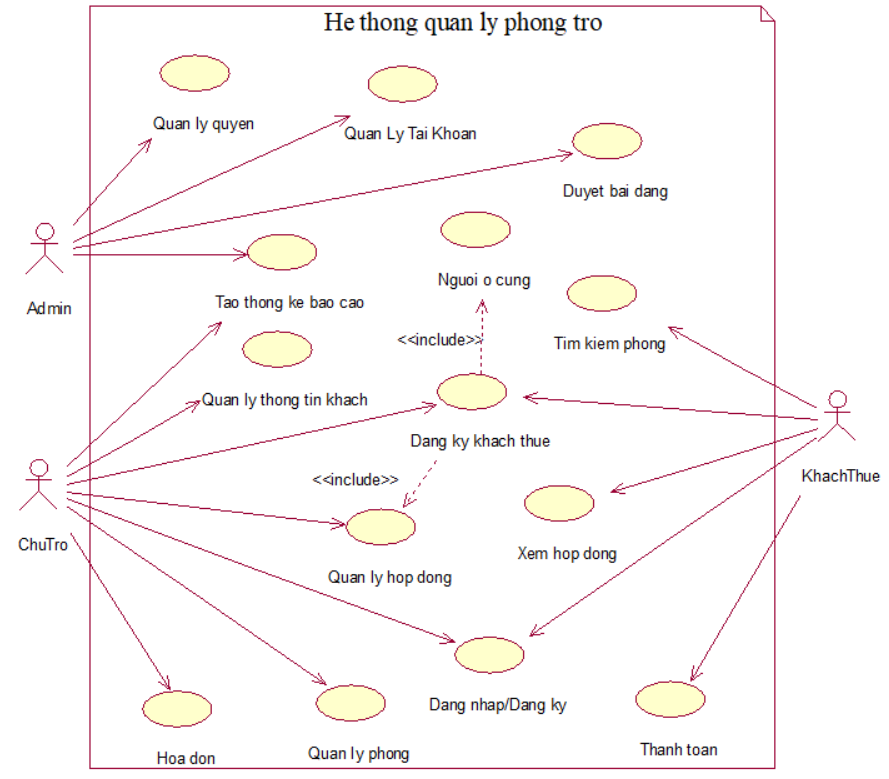 He thong quan ly phong tro
Quan ly quyen
Quan Ly Tai Khoan
Duyet bai dang
Admin
Tao thong ke bao cao
Nguoi o cung
<<include>>
Tim kiem phong
Quan ly thong tin khach
Dang ky khach thue
KhachThue
<<include>>
ChuTro
Quan ly hop dong
Xem hop dong
Dang nhap/Dang ky
Hoa don
Quan ly phong
Thanh toan